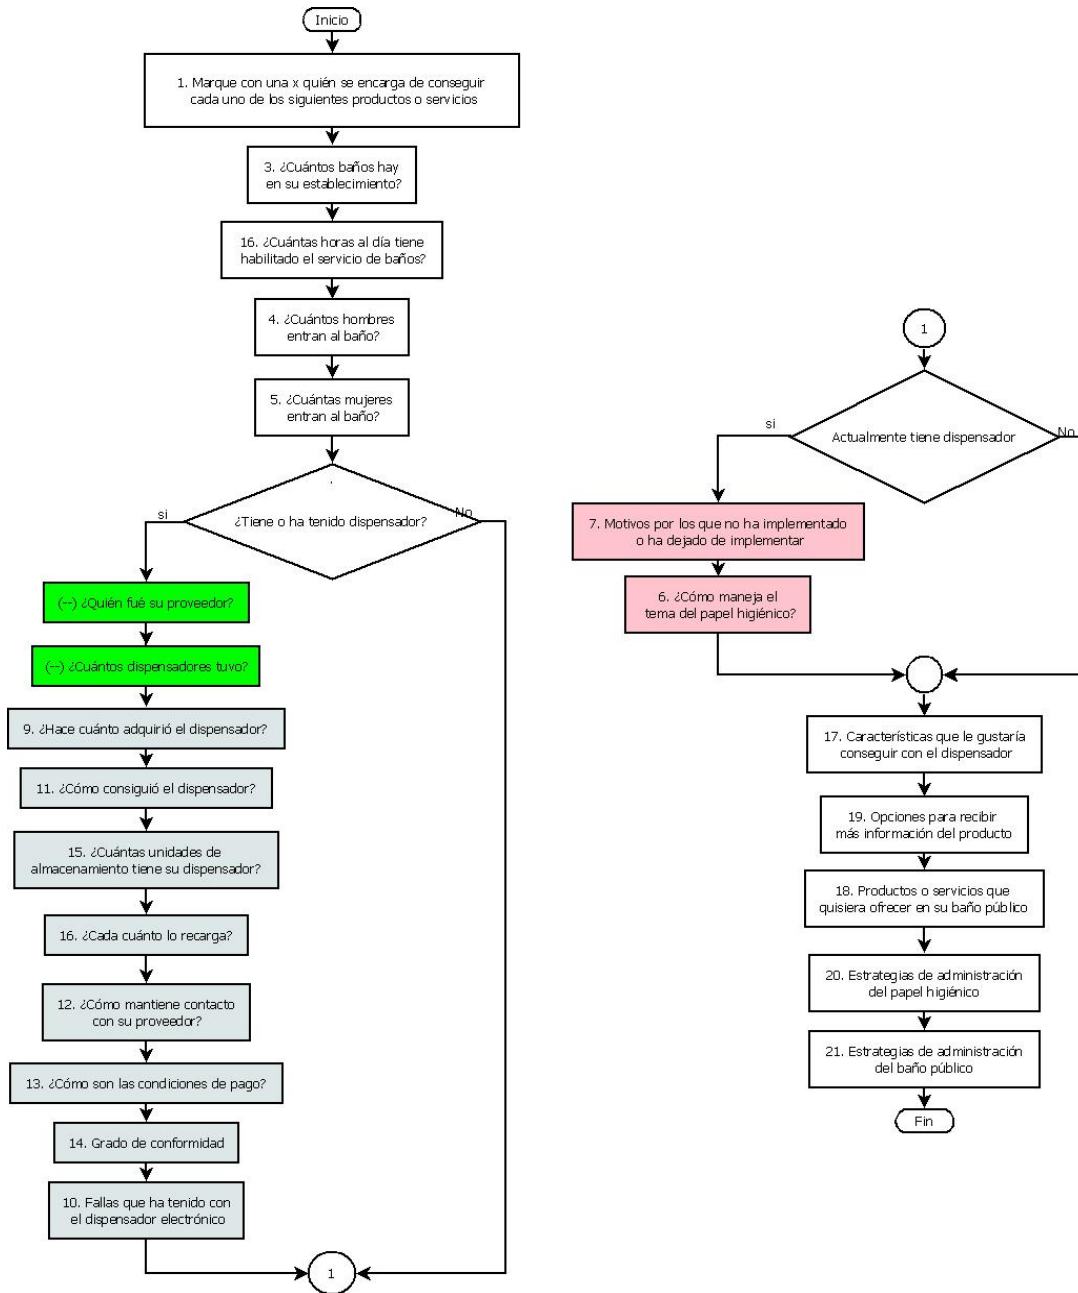 Inicio
1. Marque con una x quién se encarga de conseguir
cada uno de los siguientes productos o servicios
3. ¿Cuántos baños hay
en su establecimiento?
16. ¿Cuántas horas al día tiene
habilitado el servicio de baños?
4. ¿Cuántos hombres
entran al baño?
5. ¿Cuántas mujeres
entran al baño?
¿Tiene o ha tenido dispensador?
si
No
(--) ¿Quién fué su proveedor?
(--) ¿Cuántos dispensadores tuvo?
9. ¿Hace cuánto adquirió el dispensador?
11. ¿Cómo consiguió el dispensador?
15. ¿Cuántas unidades de
almacenamiento tiene su dispensador?
16. ¿Cada cuánto lo recarga?
12. ¿Cómo mantiene contacto
con su proveedor?
13. ¿Cómo son las condiciones de pago?
14. Grado de conformidad
10. Fallas que ha tenido con
el dispensador electrónico
1
1
Actualmente tiene dispensador
si
No
7. Motivos por los que no ha implementado
o ha dejado de implementar
6. ¿Cómo maneja el
tema del papel higiénico?
17. Características que le gustaría
conseguir con el dispensador
19. Opciones para recibir
más información del producto
18. Productos o servicios que
quisiera ofrecer en su baño público
20. Estrategias de administración
del papel higiénico
21. Estrategias de administración
del baño público
Fin